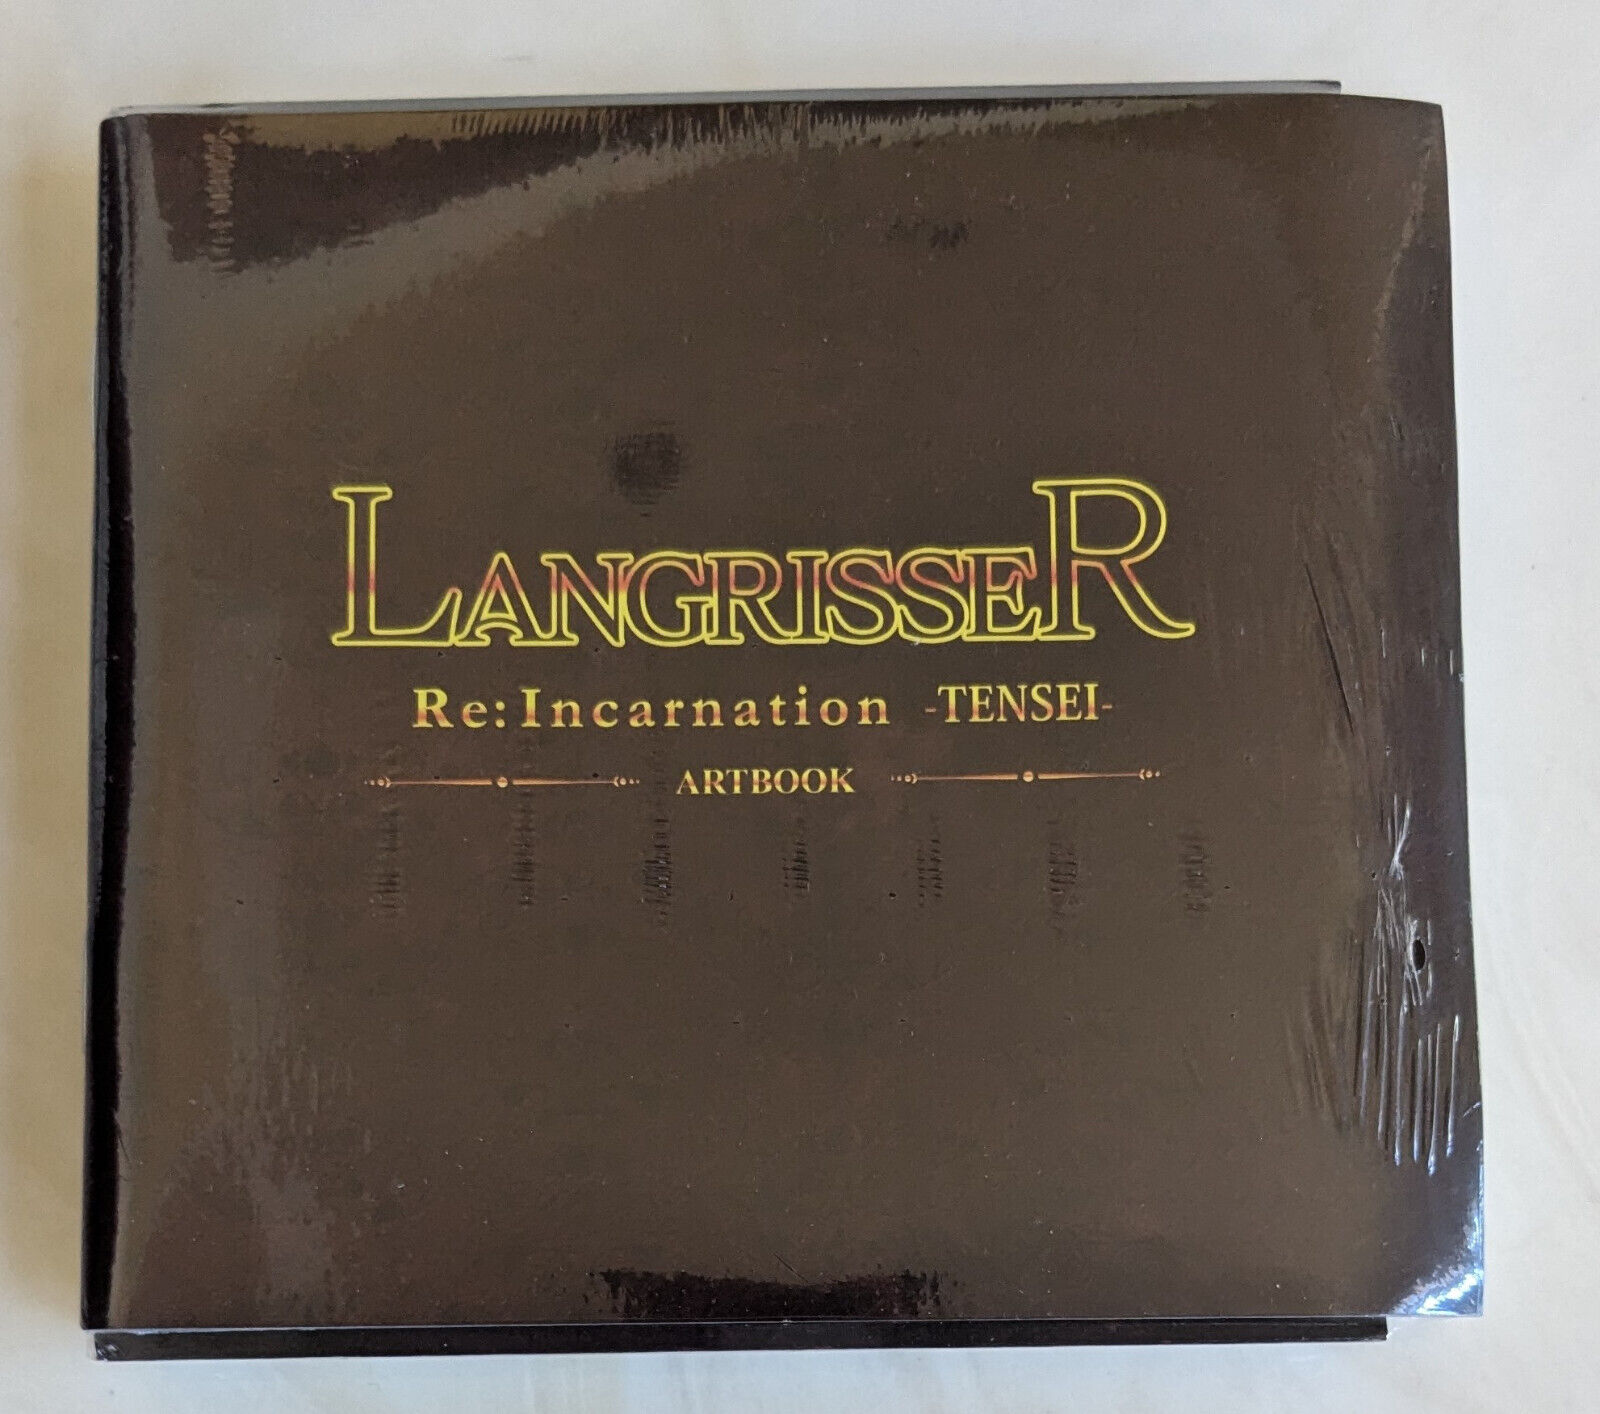 LANGRISSER
Re:Incarnation -TENSEI-
ARTBOOK